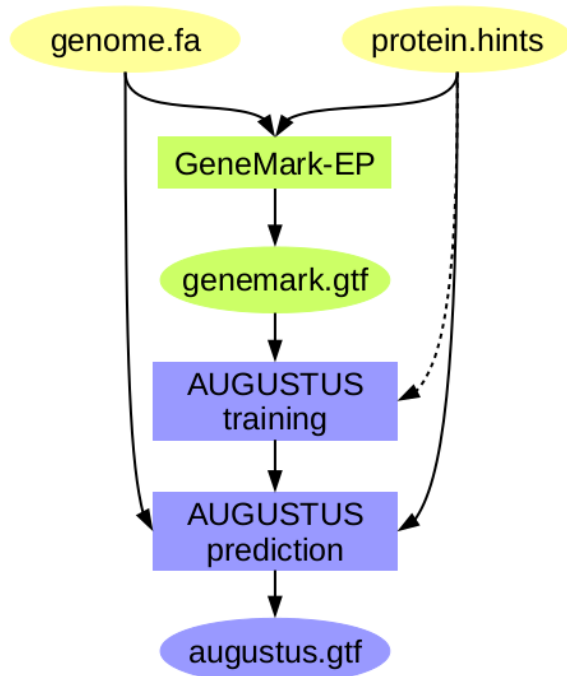 genome.fa
protein.hints
GeneMark-EP
genemark.gtf
AUGUSTUS
training
AUGUSTUS
prediction
augustus.gtf